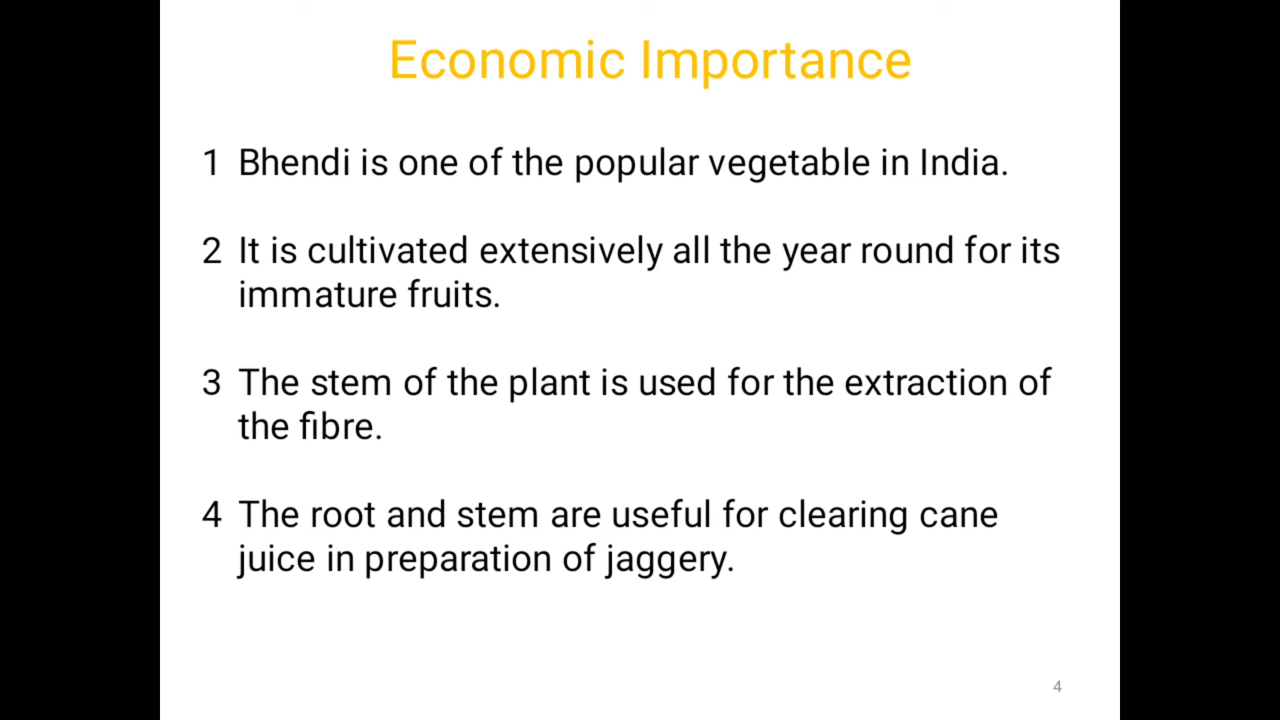 Economic Importance
1 Bhendi is one of the popular vegetable in India.
2 It is cultivated extensively all the year round for its
immature fruits.
3 The stem of the plant is used for the extraction of
the fibre.
4 The root and stem are useful for clearing cane
juice in preparation of jaggery.
4